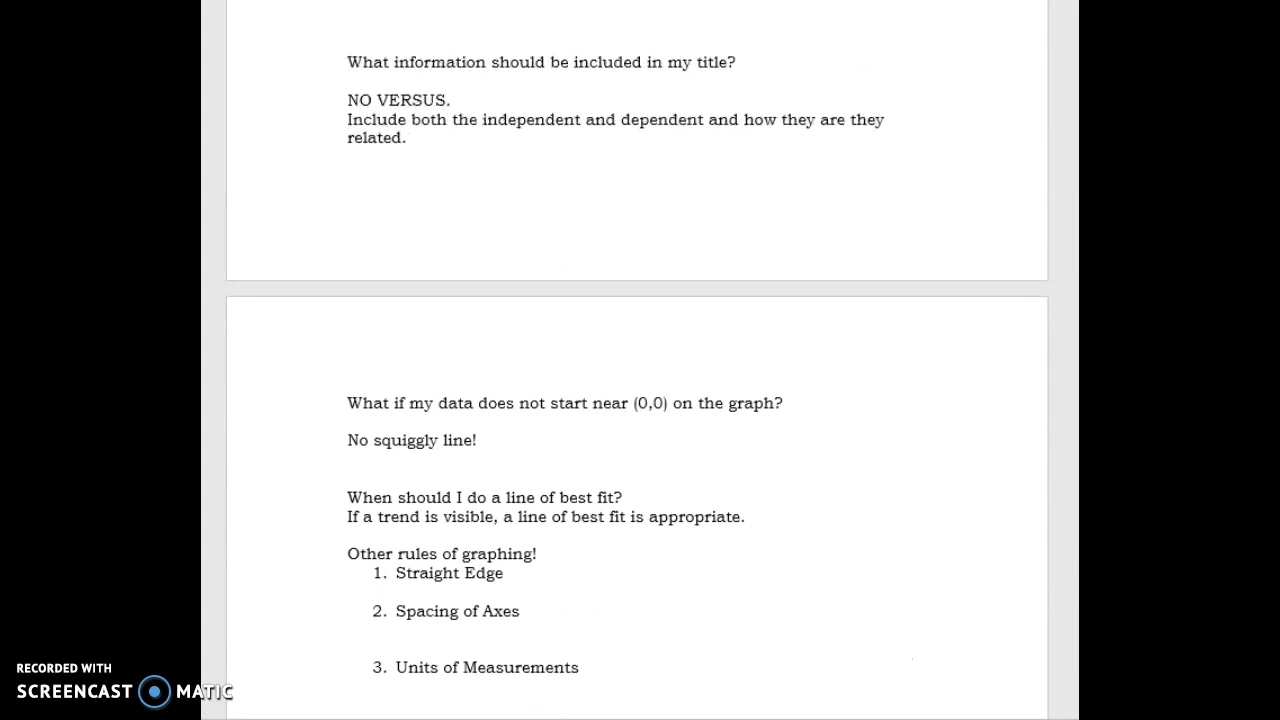 What information should be included in my title?
NO VERSUS.
Include both the independent and dependent and how they are they
related.
What if my data does not start near (0,0) on the graph?
No squiggly line!
When should I do a line of best fit?
If a trend is visible, a line of best fit is appropriate.
Other rules of graphing!
1. Straight Edge
2. Spacing of Axes
3. Units of Measurements
RECORDED WITH
SCREENCAST MATIC